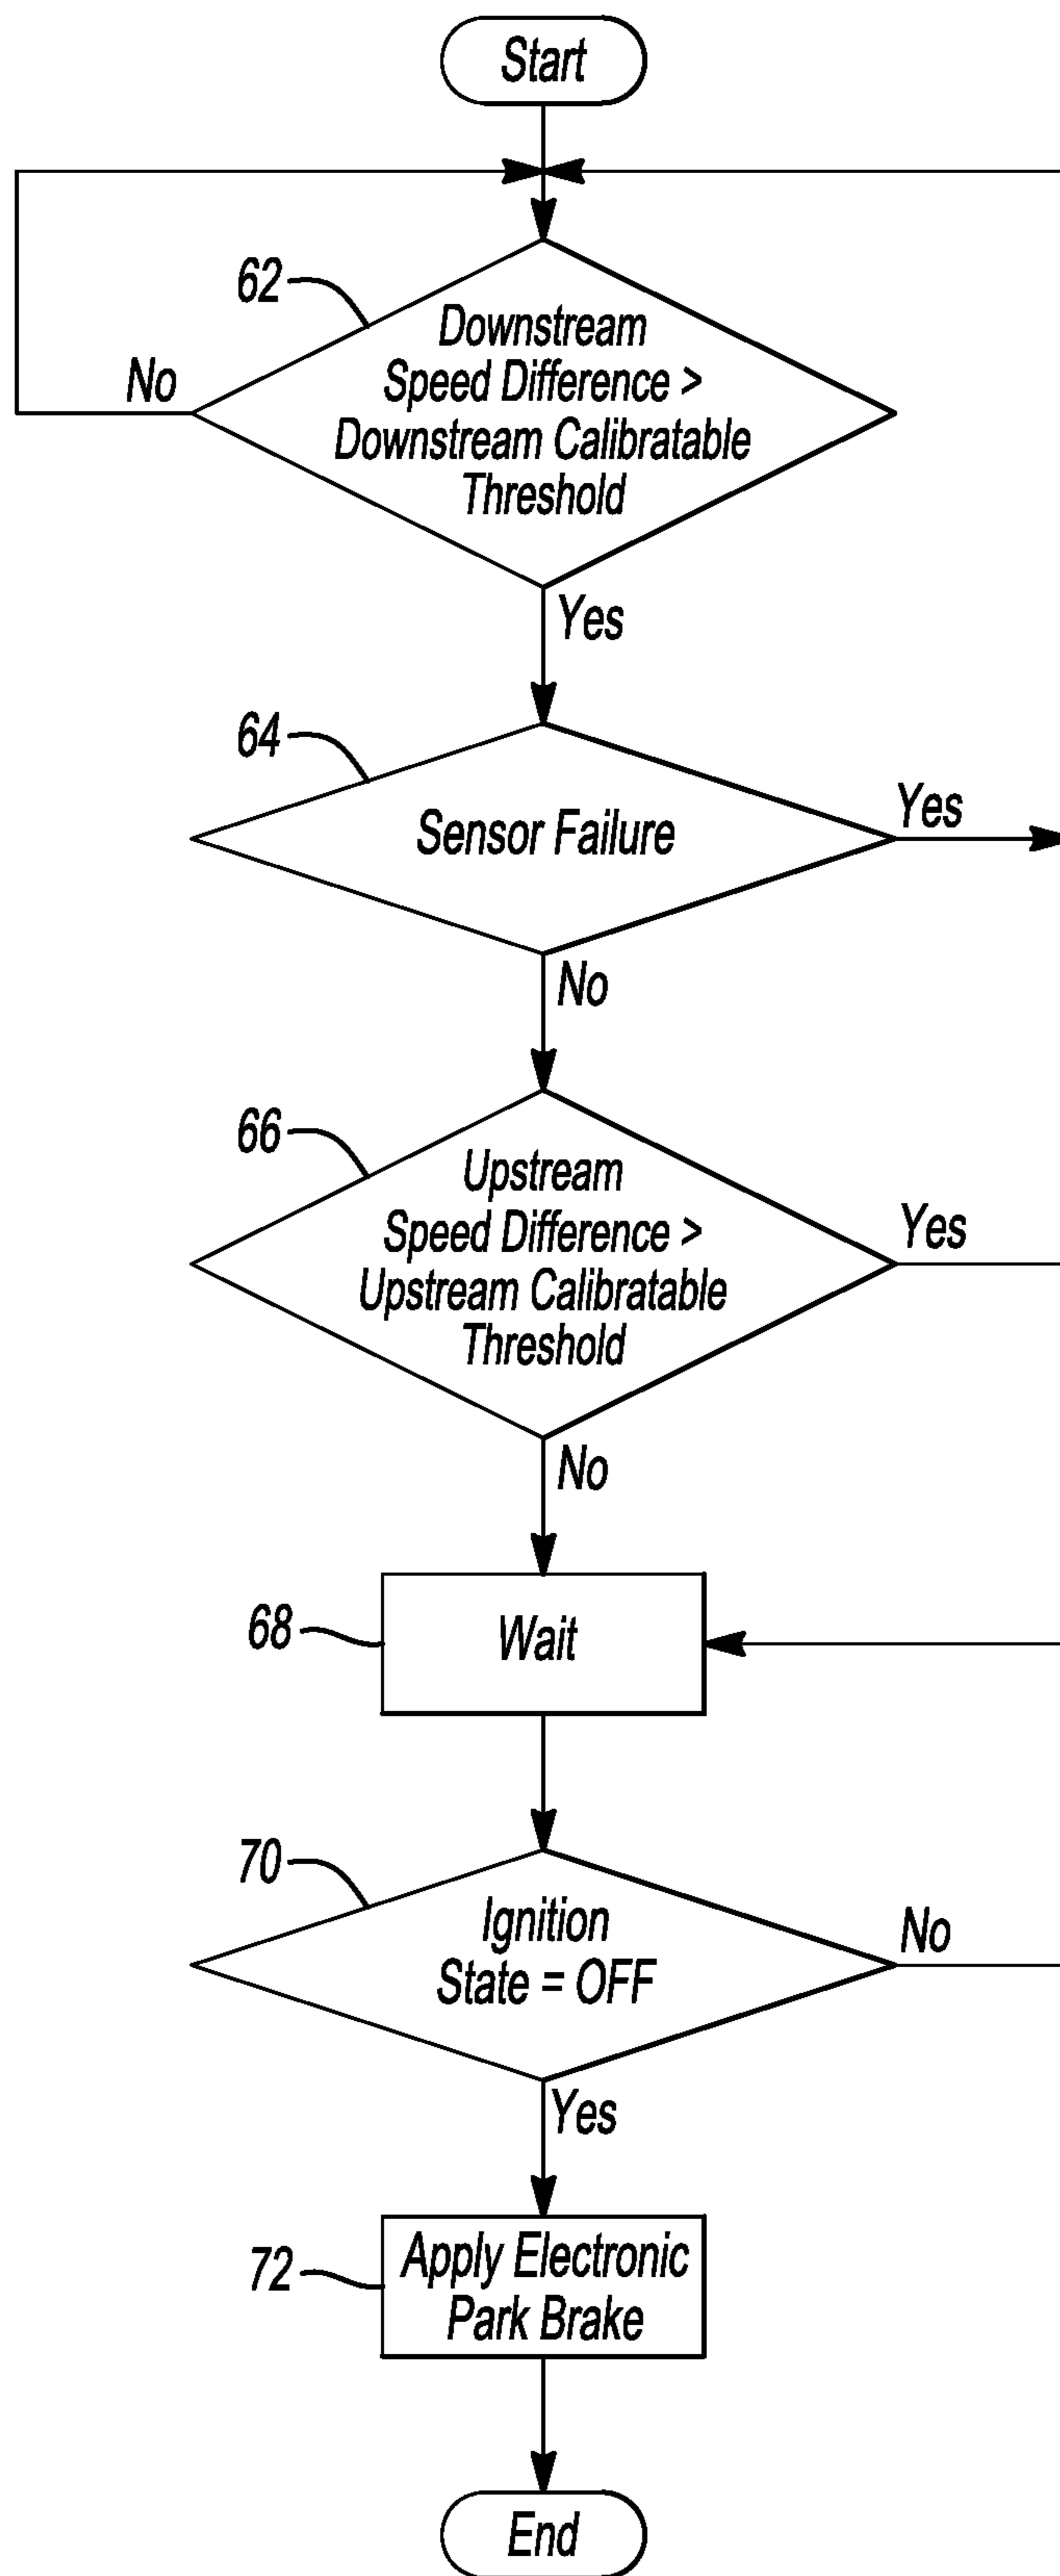 Start
62
No
Downstream
Speed Difference >
Downstream Calibratable
Threshold
Yes
64
Sensor Failure
Yes
No
66
Upstream
Speed Difference >
Upstream Calibratable
Threshold
Yes
No
68
Wait
70
Ignition
State = OFF
No
Yes
72
Apply Electronic
Park Brake
End